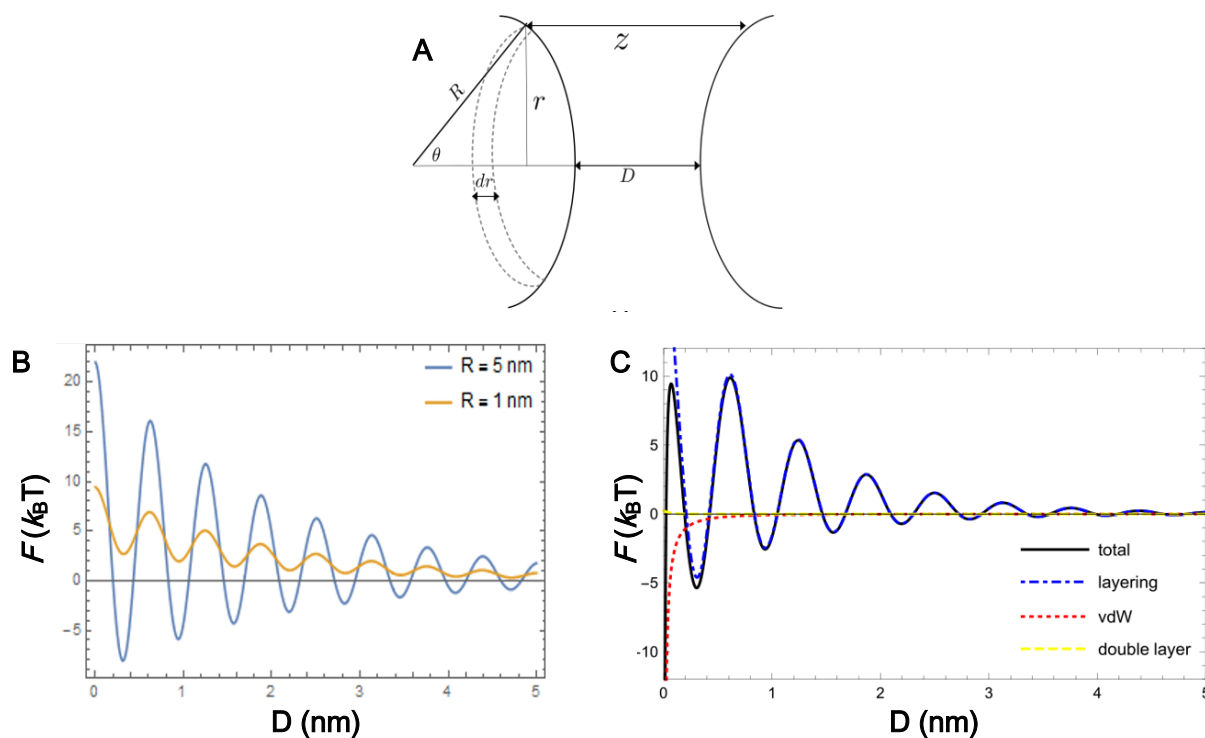 A
z
R
r
θ
D
dr
B
R = 5 nm
R = 1 nm
F (kBT)
20
15
10
5
0
−5
0
1
2
3
4
5
D (nm)
C
F (kBT)
10
5
0
-5
-10
total
layering
vdW
double layer
0
1
2
3
4
5
D (nm)